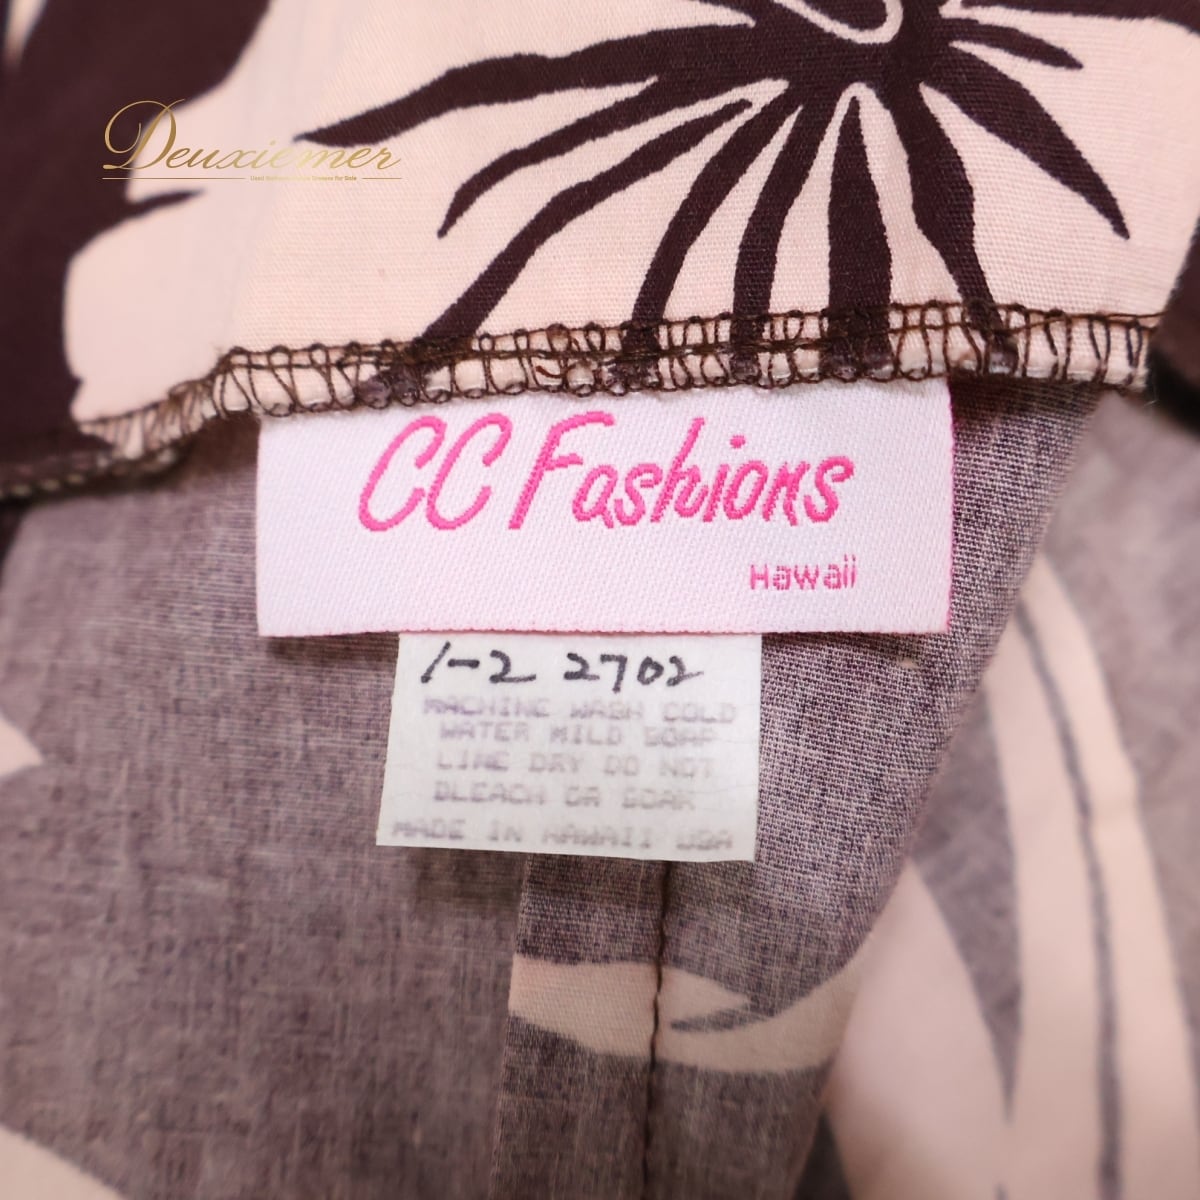 Deuxiemer
CC Fashions
Hawaii
1-2 2702
MACHINE WASH COLD
WATER MILD SOAP
LINE DRY DO NOT
BLEACH OR SOAK
MADE IN HAWAII USA